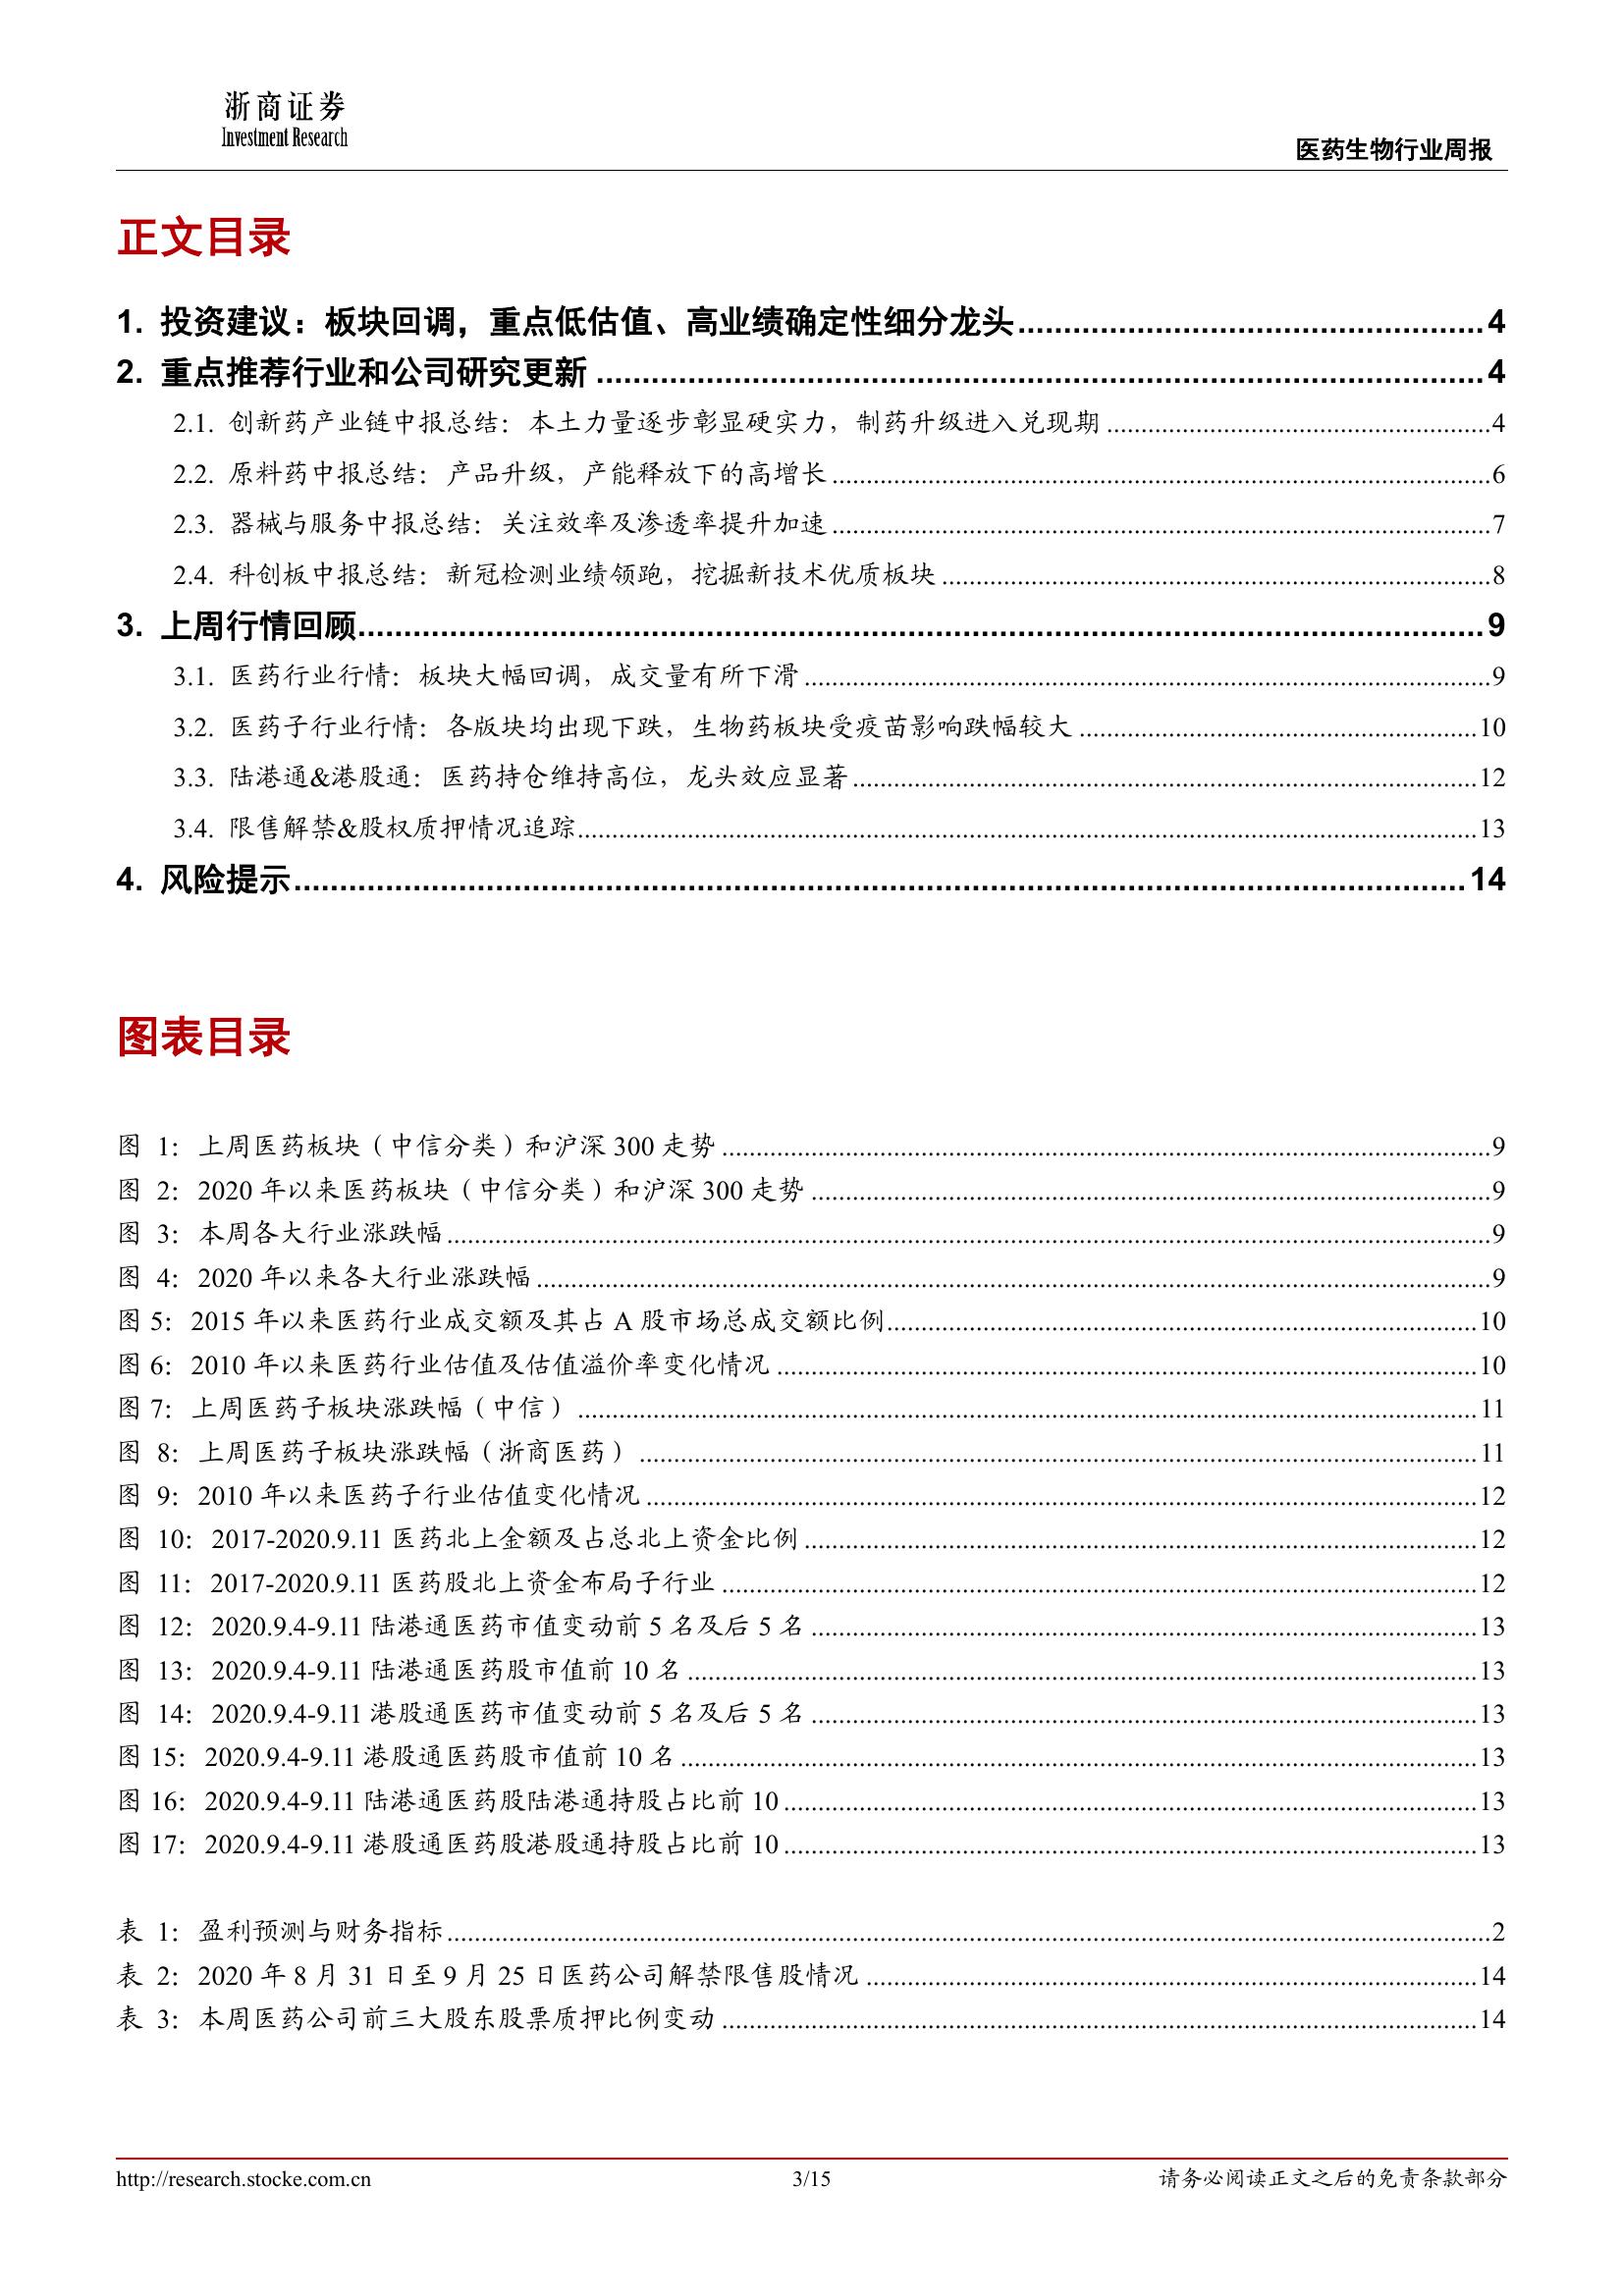 浙商证券
Investment Research
医药生物行业周报
正文目录
1. 投资建议：板块回调，重点低估值、高业绩确定性细分龙头 4
2. 重点推荐行业和公司研究更新 4
2.1. 创新药产业链中报总结：本土力量逐步彰显硬实力，制药升级进入兑现期 4
2.2. 原料药中报总结：产品升级，产能释放下的高增长 6
2.3. 器械与服务中报总结：关注效率及渗透率提升加速 7
2.4. 科创板中报总结：新冠检测业绩领跑，挖掘新技术优质板块 8
3. 上周行情回顾 9
3.1. 医药行业行情：板块大幅回调，成交量有所下滑 9
3.2. 医药子行业行情：各版块均出现下跌，生物药板块受疫苗影响跌幅较大 10
3.3. 陆港通&港股通：医药持仓维持高位，龙头效应显著 12
3.4. 限售解禁&股权质押情况追踪 13
4. 风险提示 14
图表目录
图 1：上周医药板块（中信分类）和沪深 300 走势 9
图 2：2020 年以来医药板块（中信分类）和沪深 300 走势 9
图 3：本周各大行业涨跌幅 9
图 4：2020 年以来各大行业涨跌幅 9
图 5：2015 年以来医药行业成交额及其占 A 股市场总成交额比例 10
图 6：2010 年以来医药行业估值及估值溢价率变化情况 10
图 7：上周医药子板块涨跌幅（中信） 11
图 8：上周医药子板块涨跌幅（浙商医药） 11
图 9：2010 年以来医药子行业估值变化情况 12
图 10：2017-2020.9.11 医药北上金额及占总北上资金比例 12
图 11：2017-2020.9.11 医药股北上资金布局子行业 12
图 12：2020.9.4-9.11 陆港通医药市值变动前 5 名及后 5 名 13
图 13：2020.9.4-9.11 陆港通医药股市值前 10 名 13
图 14：2020.9.4-9.11 港股通医药市值变动前 5 名及后 5 名 13
图 15：2020.9.4-9.11 港股通医药股市值前 10 名 13
图 16：2020.9.4-9.11 陆港通医药股陆港通持股占比前 10 13
图 17：2020.9.4-9.11 港股通医药股港股通持股占比前 10 13
表 1：盈利预测与财务指标 2
表 2：2020 年 8 月 31 日至 9 月 25 日医药公司解禁限售股情况 14
表 3：本周医药公司前三大股东股票质押比例变动 14
http://research.stocke.com.cn 3/15 请务必阅读正文之后的免责条款部分